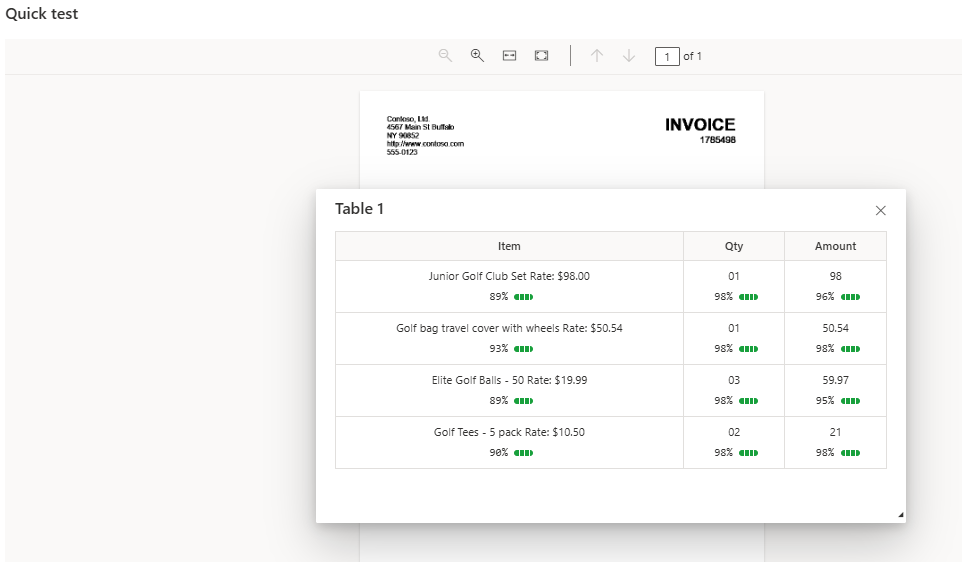 Quick test
1 of 1
Contoso, Ltd.
4567 Main St Buffalo
NY 90852
http://www.contoso.com
555-0123
INVOICE
1785498
Table 1
Item Qty Amount
Junior Golf Club Set Rate: $98.00 01 98
89% 98% 96%
Golf bag travel cover with wheels Rate: $50.54 01 50.54
93% 98% 98%
Elite Golf Balls - 50 Rate: $19.99 03 59.97
89% 98% 95%
Golf Tees - 5 pack Rate: $10.50 02 21
90% 98% 98%